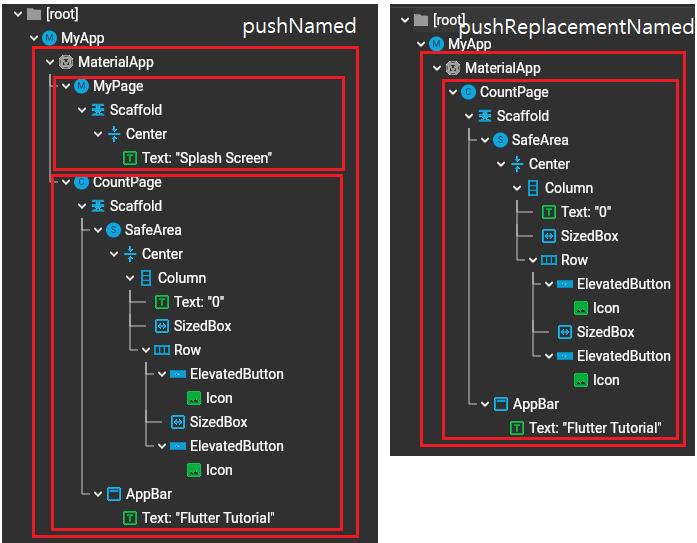 [root]
pushNamed
MyApp
MaterialApp
M MyPage
Scaffold
Center
T Text: "Splash Screen"
C CountPage
Scaffold
S SafeArea
Center
Column
T Text: "0"
SizedBox
Row
ElevatedButton
Icon
SizedBox
ElevatedButton
Icon
AppBar
T Text: "Flutter Tutorial"
[root]
pushReplacementNamed
M MyApp
MaterialApp
C CountPage
Scaffold
S SafeArea
Center
Column
T Text: "0"
SizedBox
Row
ElevatedButton
Icon
SizedBox
ElevatedButton
Icon
AppBar
T Text: "Flutter Tutorial"